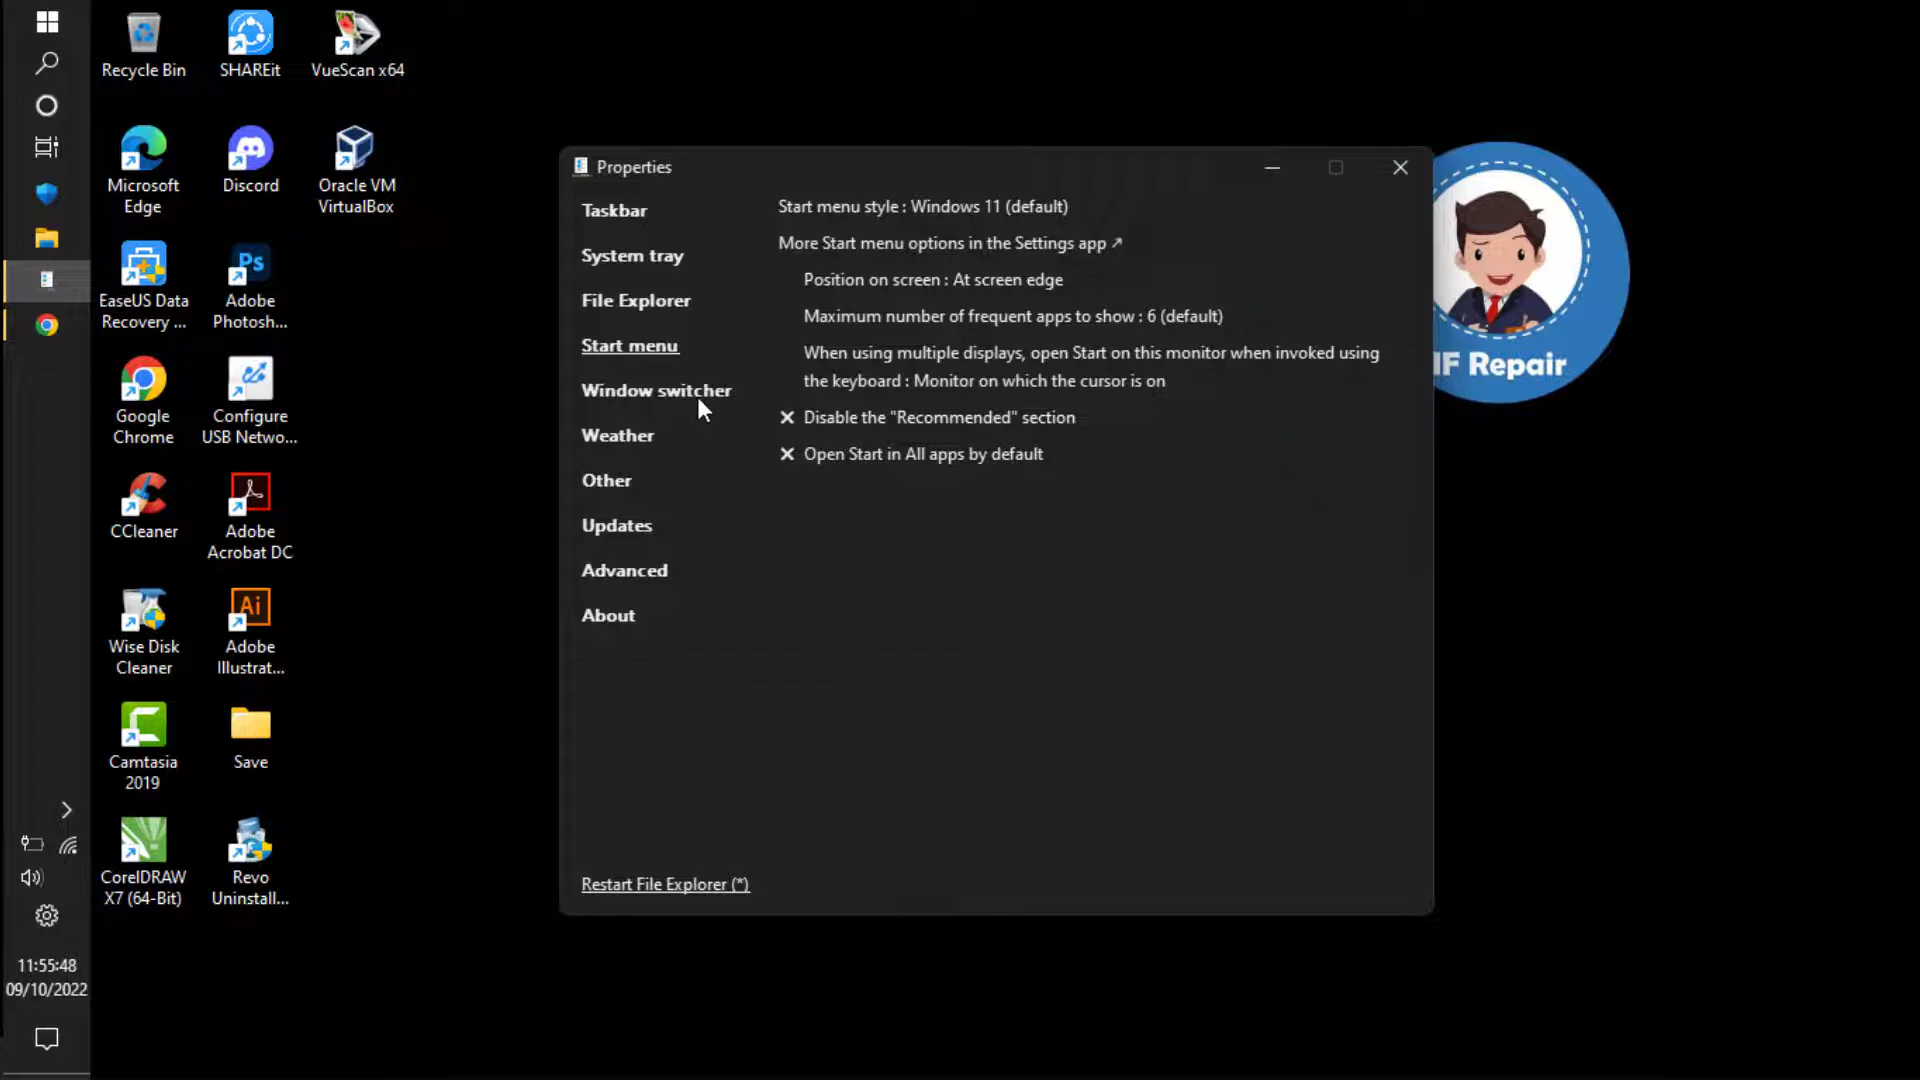 Recycle Bin
SHAREit
VueScan x64
Microsoft
Edge
Discord
Oracle VM
VirtualBox
EaseUS Data
Recovery ...
Adobe
Photosh...
Google
Chrome
Configure
USB Netwo...
CCleaner
Adobe
Acrobat DC
Wise Disk
Cleaner
Adobe
Illustrat...
Camtasia
2019
Save
CorelDRAW
X7 (64-Bit)
Revo
Uninstall...
11:55:48
09/10/2022
Ps
Ai
Properties
Taskbar
System tray
File Explorer
Start menu
Window switcher
Weather
Other
Updates
Advanced
About
Restart File Explorer (*)
Start menu style : Windows 11 (default)
More Start menu options in the Settings app ↗
Position on screen : At screen edge
Maximum number of frequent apps to show : 6 (default)
When using multiple displays, open Start on this monitor when invoked using
the keyboard : Monitor on which the cursor is on
Disable the "Recommended" section
Open Start in All apps by default
IF Repair